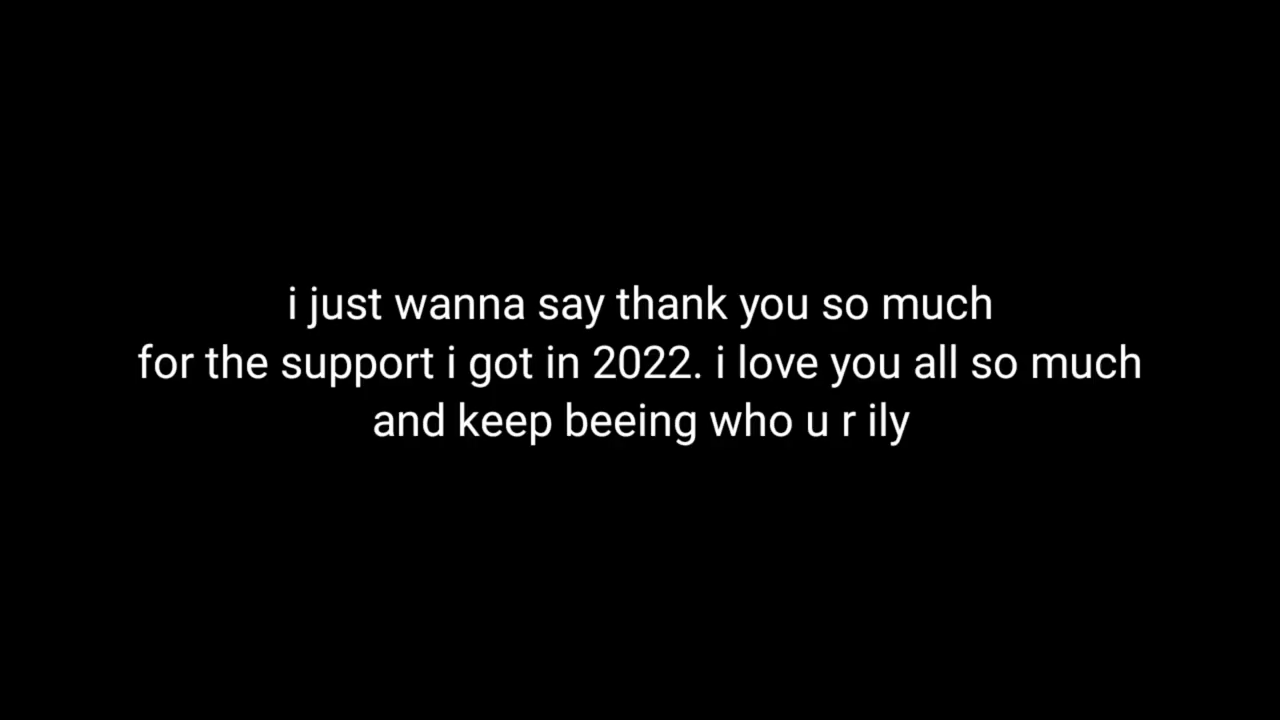 i just wanna say thank you so much
for the support i got in 2022. i love you all so much
and keep beeing who u r ily